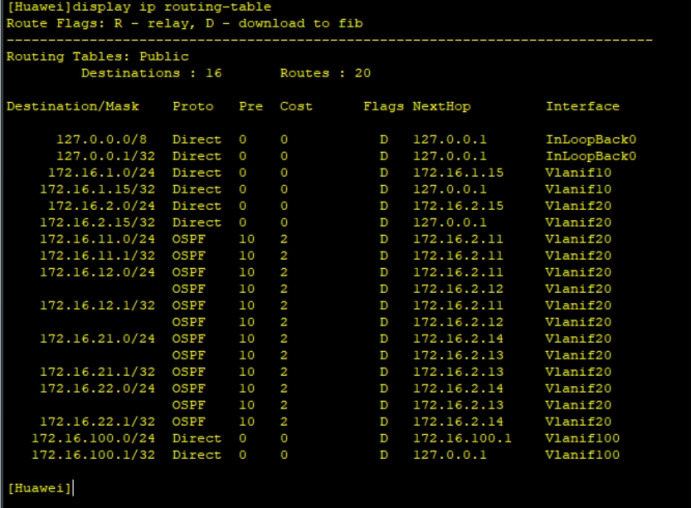 [Huawei]display ip routing-table
Route Flags: R - relay, D - download to fib
------------------------------------------------------------------------------
Routing Tables: Public
         Destinations : 16       Routes : 20

Destination/Mask    Proto   Pre  Cost      Flags NextHop         Interface

      127.0.0.0/8   Direct  0    0           D   127.0.0.1       InLoopBack0
      127.0.0.1/32  Direct  0    0           D   127.0.0.1       InLoopBack0
     172.16.1.0/24  Direct  0    0           D   172.16.1.15     Vlanif10
    172.16.1.15/32  Direct  0    0           D   127.0.0.1       Vlanif10
     172.16.2.0/24  Direct  0    0           D   172.16.2.15     Vlanif20
    172.16.2.15/32  Direct  0    0           D   127.0.0.1       Vlanif20
    172.16.11.0/24  OSPF    10   2           D   172.16.2.11     Vlanif20
    172.16.11.1/32  OSPF    10   2           D   172.16.2.11     Vlanif20
    172.16.12.0/24  OSPF    10   2           D   172.16.2.11     Vlanif20
                    OSPF    10   2           D   172.16.2.12     Vlanif20
    172.16.12.1/32  OSPF    10   2           D   172.16.2.11     Vlanif20
                    OSPF    10   2           D   172.16.2.12     Vlanif20
    172.16.21.0/24  OSPF    10   2           D   172.16.2.14     Vlanif20
                    OSPF    10   2           D   172.16.2.13     Vlanif20
    172.16.21.1/32  OSPF    10   2           D   172.16.2.13     Vlanif20
    172.16.22.0/24  OSPF    10   2           D   172.16.2.14     Vlanif20
                    OSPF    10   2           D   172.16.2.13     Vlanif20
    172.16.22.1/32  OSPF    10   2           D   172.16.2.14     Vlanif20
   172.16.100.0/24  Direct  0    0           D   172.16.100.1    Vlanif100
   172.16.100.1/32  Direct  0    0           D   127.0.0.1       Vlanif100

[Huawei]